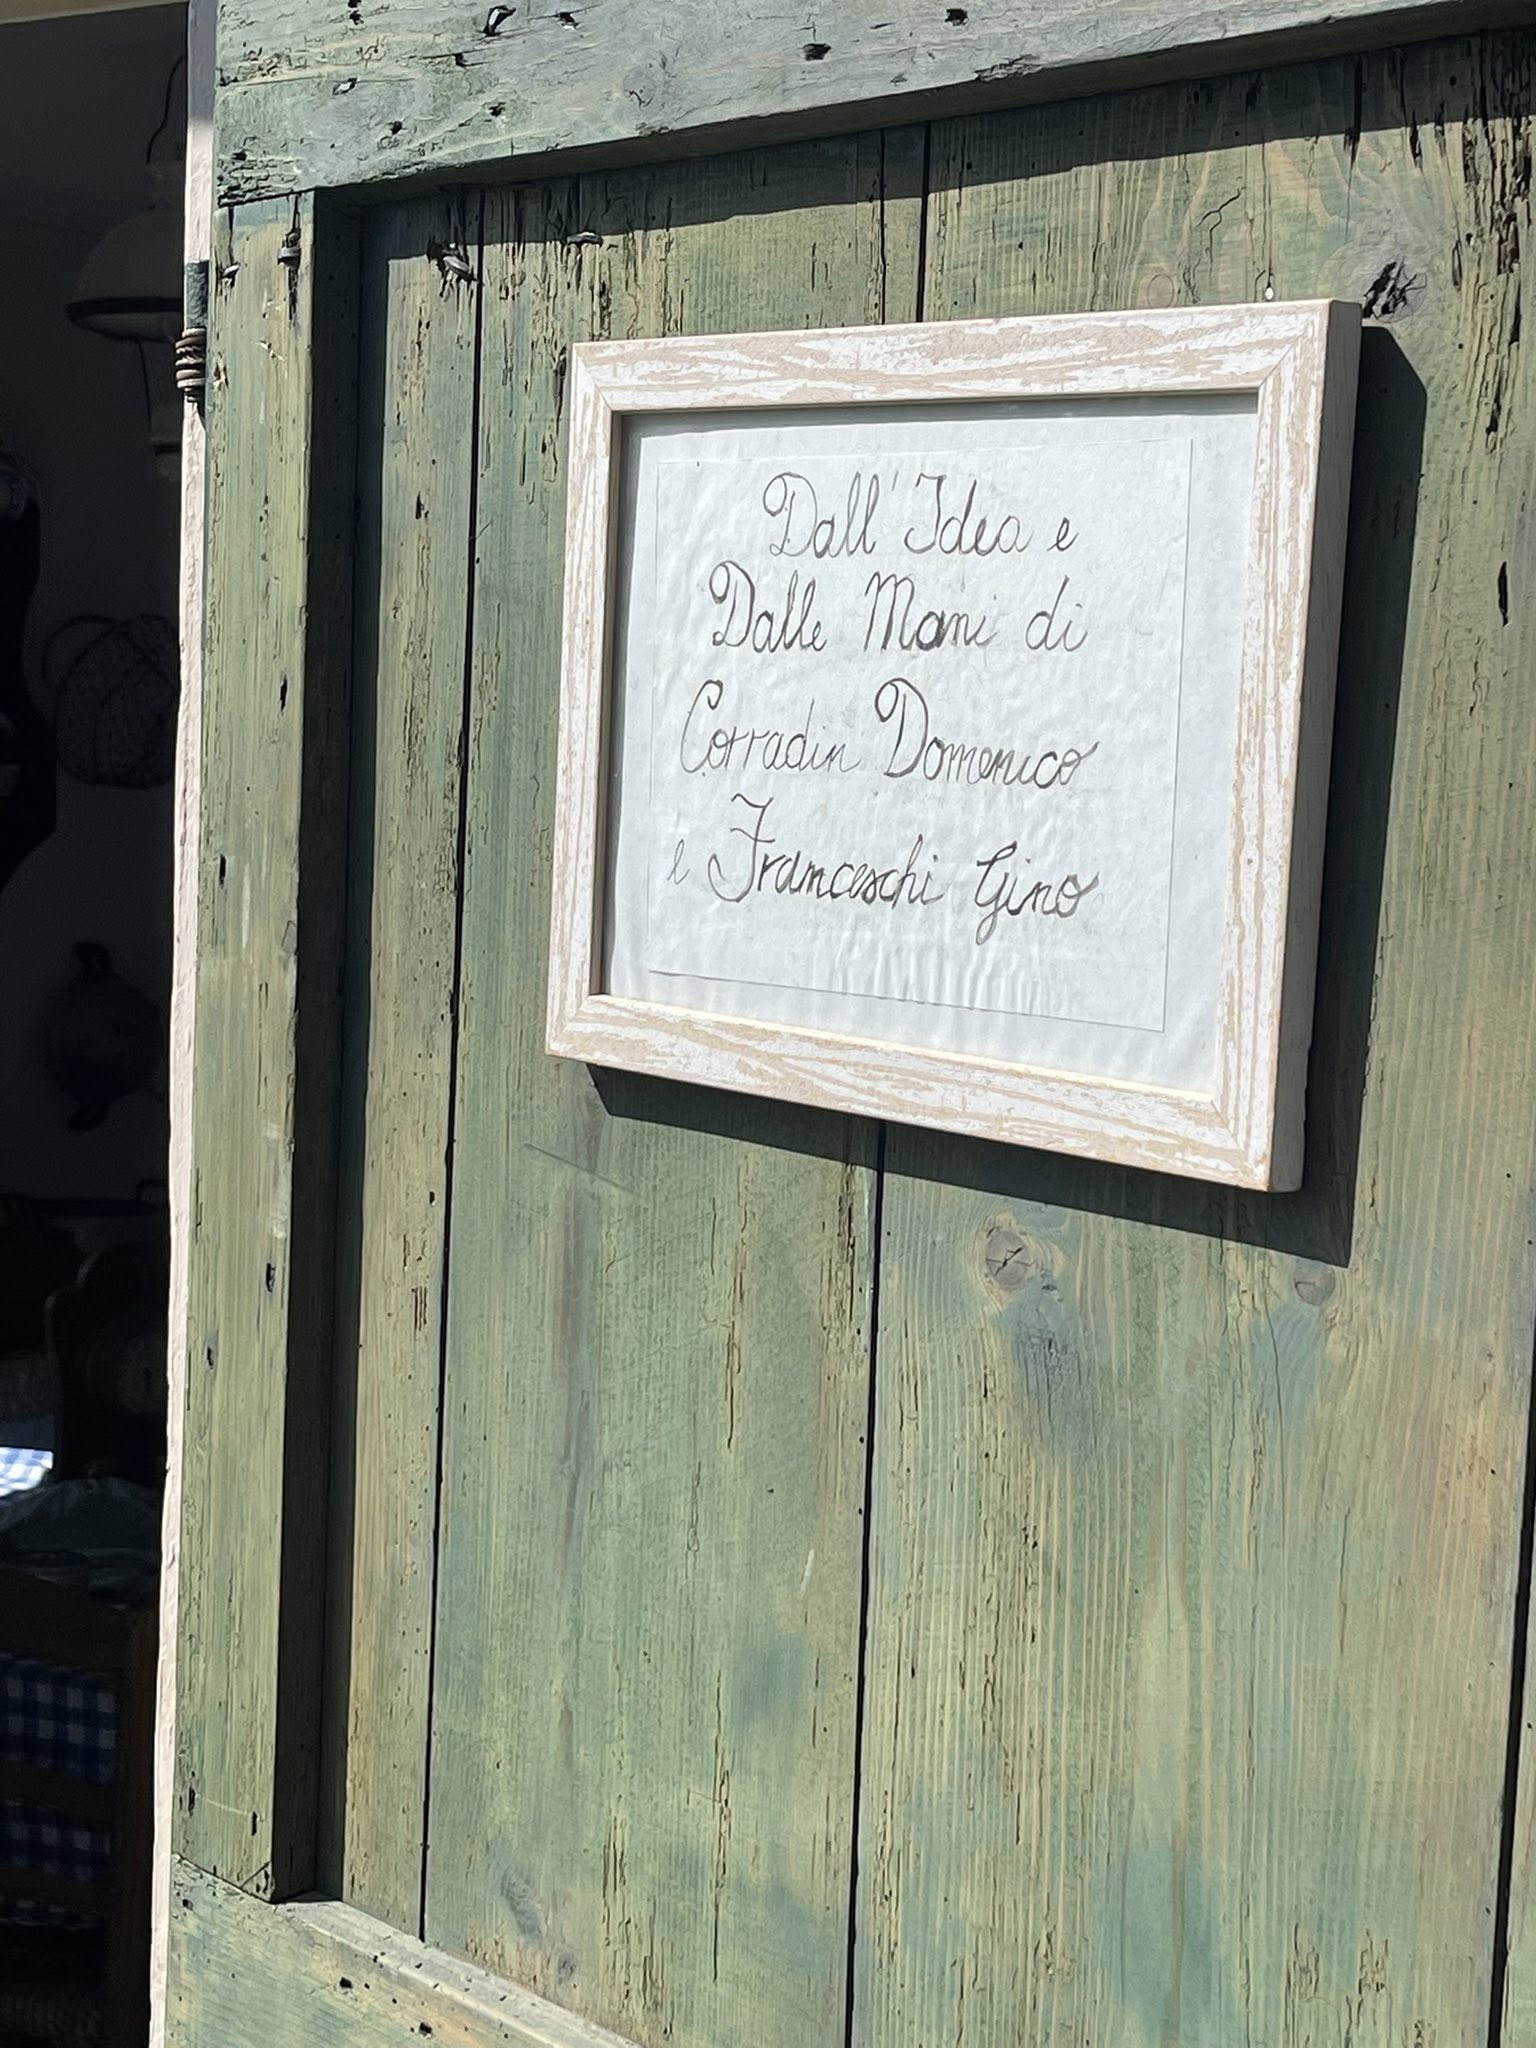 Dall'Idea e
Dalle Mani di
Corradin Domenico
e Franceschi Gino